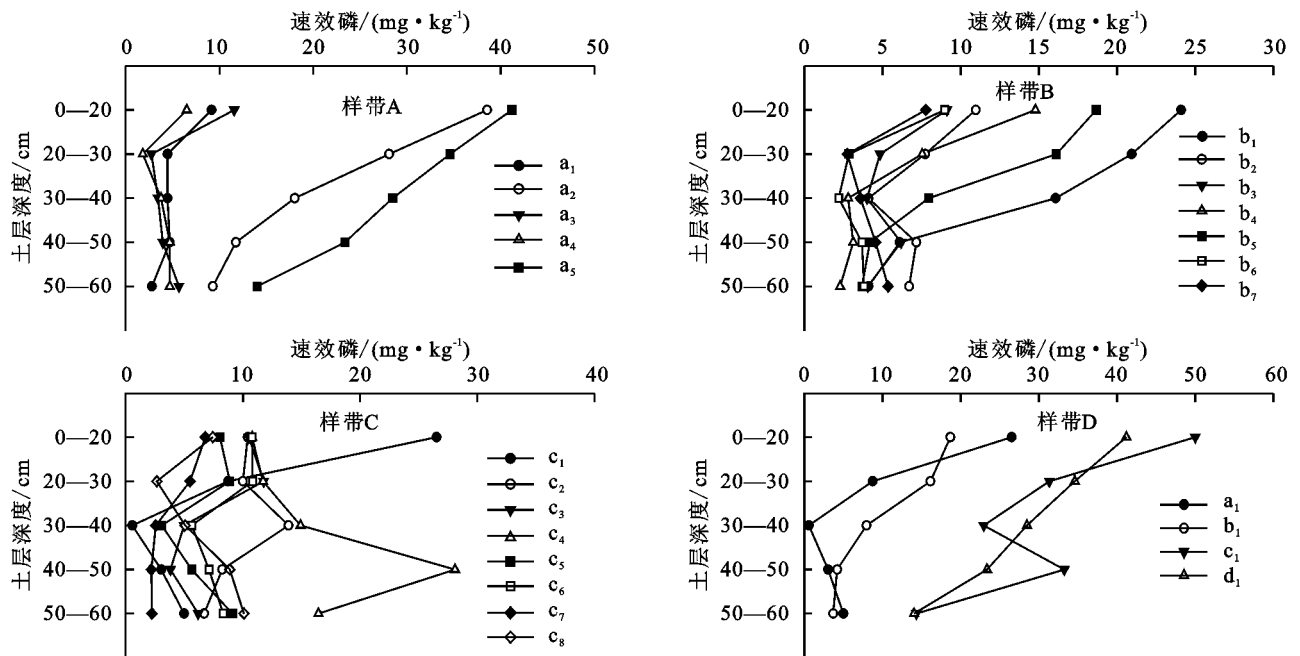 速效磷/(mg·kg⁻¹)
0 10 20 30 40 50
样带A
土层深度/cm
0—20
20—30
30—40
40—50
50—60
a₁
a₂
a₃
a₄
a₅
速效磷/(mg·kg⁻¹)
0 5 10 15 20 25 30
样带B
土层深度/cm
0—20
20—30
30—40
40—50
50—60
b₁
b₂
b₃
b₄
b₅
b₆
b₇
速效磷/(mg·kg⁻¹)
0 10 20 30 40
样带C
土层深度/cm
0—20
20—30
30—40
40—50
50—60
c₁
c₂
c₃
c₄
c₅
c₆
c₇
c₈
速效磷/(mg·kg⁻¹)
0 10 20 30 40 50 60
样带D
土层深度/cm
0—20
20—30
30—40
40—50
50—60
a₁
b₁
c₁
d₁